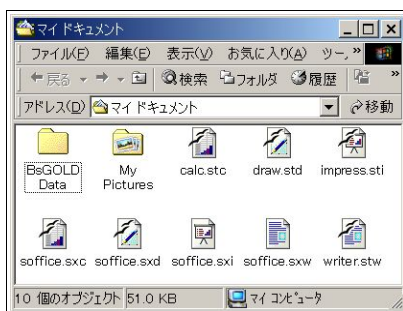 マイ ドキュメント
ファイル(F) 編集(E) 表示(V) お気に入り(A) ツー, »
戻る 検索 フォルダ 履歴 »
アドレス(D) マイ ドキュメント 移動
BsGOLD Data
My Pictures
calc.stc
draw.std
impress.sti
soffice.sxc
soffice.sxd
soffice.sxi
soffice.sxw
writer.stw
10 個のオブジェクト 51.0 KB マイ コンピュータ